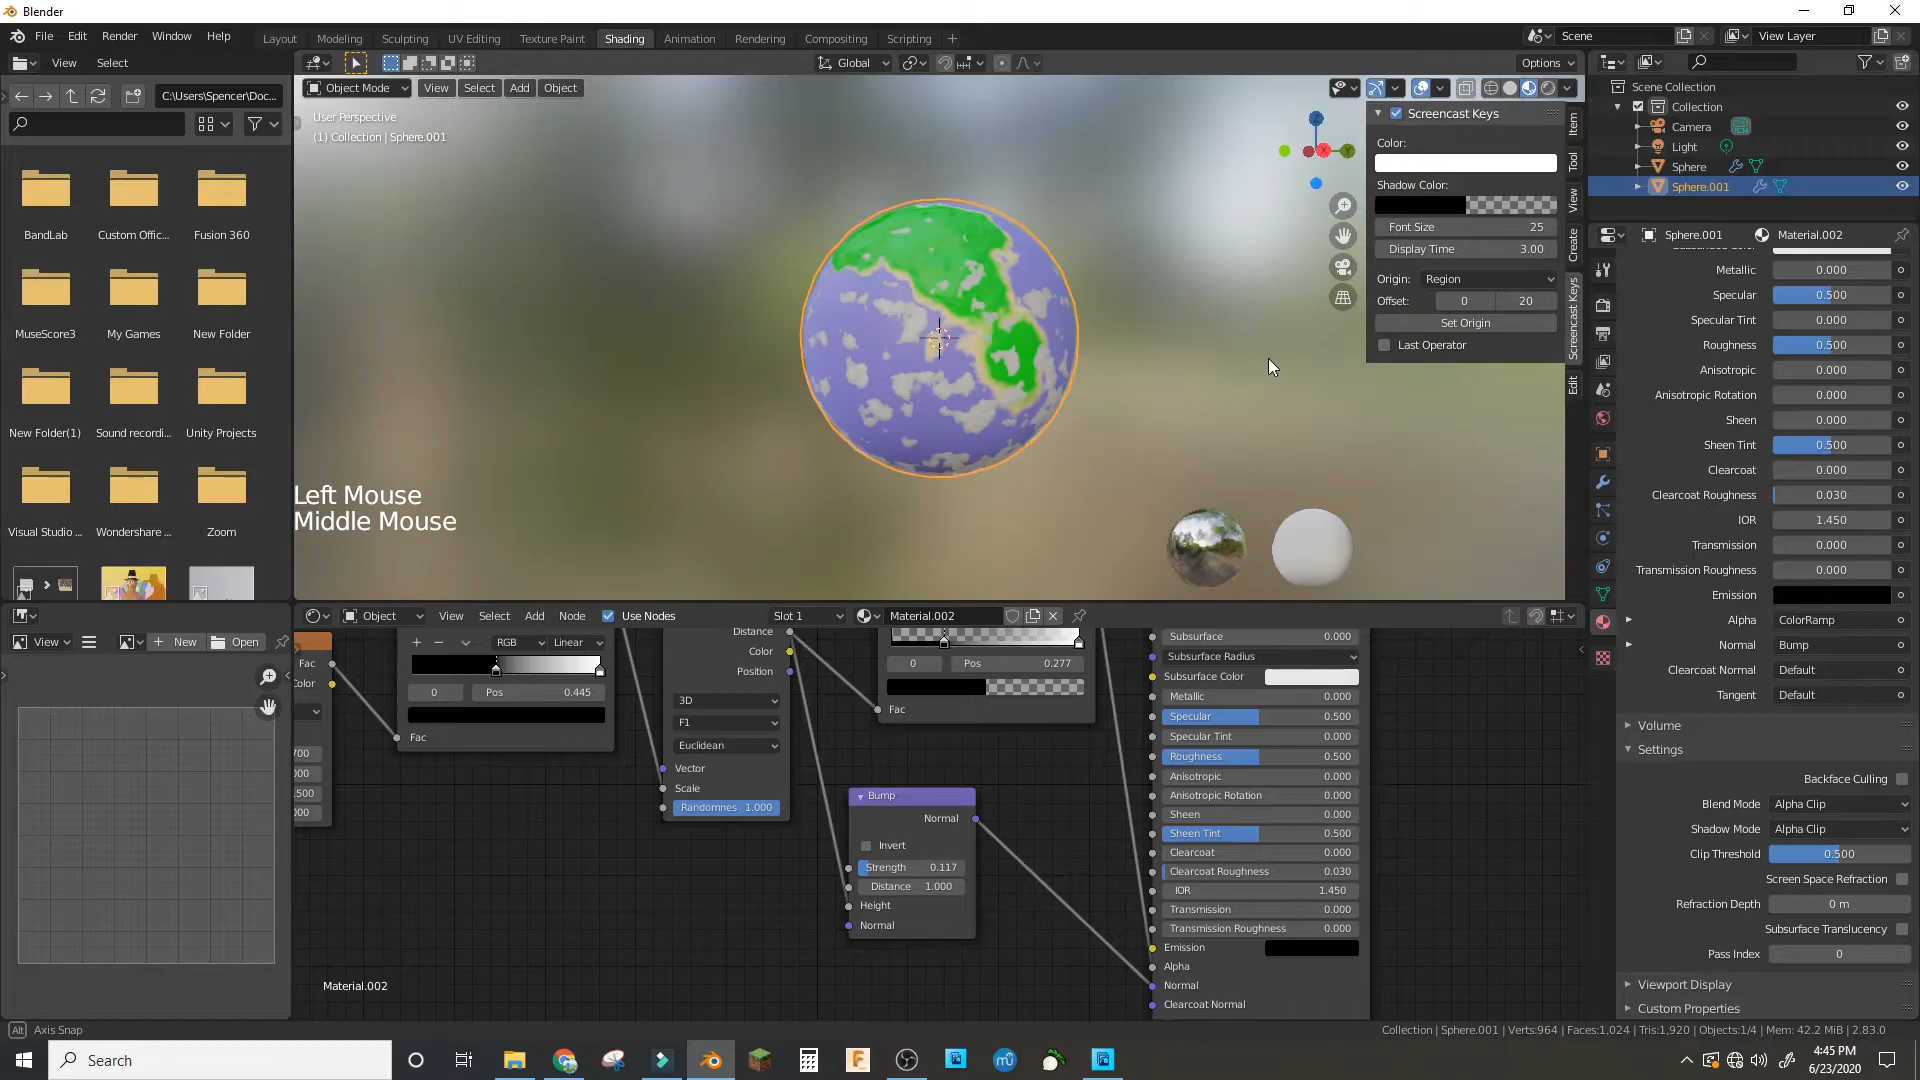 Blender
File Edit Render Window Help
Layout Modeling Sculpting UV Editing Texture Paint Shading Animation Rendering Compositing Scripting
Scene View Layer
View Select
Global Options
C:\Users\Spencer\Doc...
Object Mode View Select Add Object
User Perspective
(1) Collection | Sphere.001
Screencast Keys
Color:
Shadow Color:
Font Size 25
Display Time 3.00
Origin: Region
Offset: 0 20
Set Origin
Last Operator
Item
Tool
View
Create
Screencast Keys
Edit
Z
X
Y
Scene Collection
Collection
Camera
Light
Sphere
Sphere.001
BandLab Custom Offic... Fusion 360
MuseScore3 My Games New Folder
New Folder(1) Sound recordi... Unity Projects
Visual Studio ... Wondershare ... Zoom
Left Mouse
Middle Mouse
Sphere.001 Material.002
Metallic 0.000
Specular 0.500
Specular Tint 0.000
Roughness 0.500
Anisotropic 0.000
Anisotropic Rotation 0.000
Sheen 0.000
Sheen Tint 0.500
Clearcoat 0.000
Clearcoat Roughness 0.030
IOR 1.450
Transmission 0.000
Transmission Roughness 0.000
Emission
Alpha ColorRamp
Normal Bump
Clearcoat Normal Default
Tangent Default
Volume
Settings
Backface Culling
Blend Mode Alpha Clip
Shadow Mode Alpha Clip
Clip Threshold 0.500
Screen Space Refraction
Refraction Depth 0 m
Subsurface Translucency
Pass Index 0
Viewport Display
Custom Properties
View New Open
Object View Select Add Node Use Nodes Slot 1 Material.002
Fac
Color
700
000
500
000
RGB Linear
0 Pos 0.445
Fac
Distance
Color
Position
3D
F1
Euclidean
Vector
Scale
Randomnes 1.000
0 Pos 0.277
Fac
Bump
Normal
Invert
Strength 0.117
Distance 1.000
Height
Normal
Subsurface 0.000
Subsurface Radius
Subsurface Color
Metallic 0.000
Specular 0.500
Specular Tint 0.000
Roughness 0.500
Anisotropic 0.000
Anisotropic Rotation 0.000
Sheen 0.000
Sheen Tint 0.500
Clearcoat 0.000
Clearcoat Roughness 0.030
IOR 1.450
Transmission 0.000
Transmission Roughness 0.000
Emission
Alpha
Normal
Clearcoat Normal
Material.002
Alt Axis Snap
Collection | Sphere.001 | Verts:964 | Faces:1,024 | Tris:1,920 | Objects:1/4 | Mem: 42.2 MiB | 2.83.0
Search
4:45 PM
6/23/2020